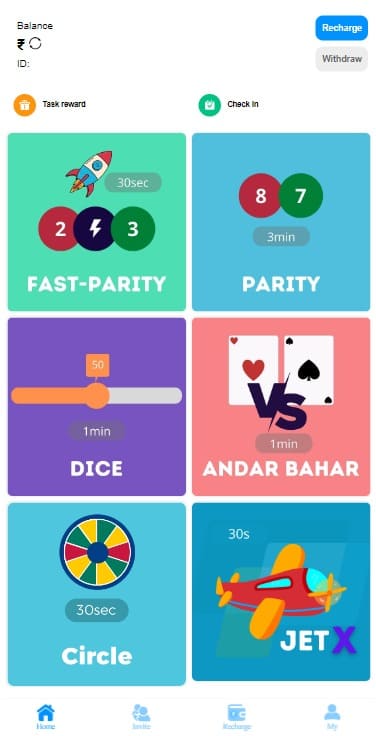 Balance
Recharge
₹
ID:
Withdraw
Task reward
Check in
30sec
2 3
FAST-PARITY
8 7
3min
PARITY
50
1min
DICE
VS
1min
ANDAR BAHAR
30sec
Circle
30s
JET X
Home
Invite
Recharge
My